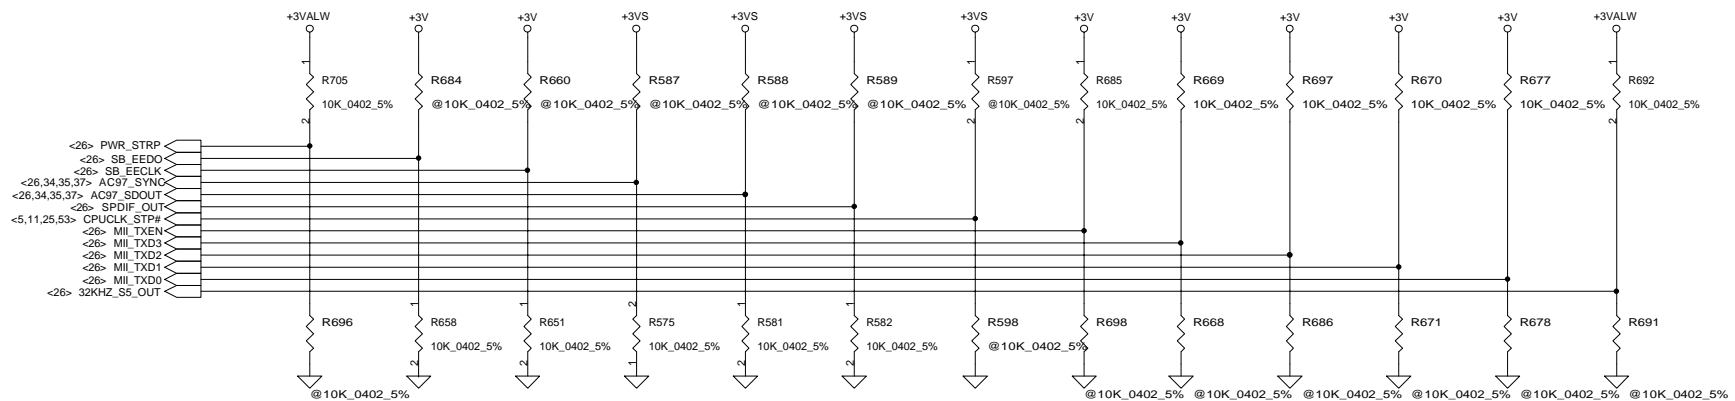 +3VALW +3V +3V +3VS +3VS +3VS +3VS +3V +3V +3V +3V +3V +3VALW
1 1 1 1
R705 R684 R660 R587 R588 R589 R597 R685 R669 R697 R670 R677 R692
10K_0402_5% @10K_0402_5% @10K_0402_5% @10K_0402_5% @10K_0402_5% @10K_0402_5% @10K_0402_5% 10K_0402_5% 10K_0402_5% 10K_0402_5% 10K_0402_5% 10K_0402_5% 10K_0402_5%
2 2 2 2
<26> PWR_STRP
<26> SB_EEDO
<26> SB_EECLK
<26,34,35,37> AC97_SYNC
<26,34,35,37> AC97_SDOUT
<26> SPDIF_OUT
<5,11,25,53> CPUCLK_STP#
<26> MII_TXEN
<26> MII_TXD3
<26> MII_TXD2
<26> MII_TXD1
<26> MII_TXD0
<26> 32KHZ_S5_OUT
1 1 2 1 1
R696 R658 R651 R575 R581 R582 R598 R698 R668 R686 R671 R678 R691
10K_0402_5% 10K_0402_5% 10K_0402_5% 10K_0402_5% 10K_0402_5% @10K_0402_5%
2 2 1 2 2
@10K_0402_5% @10K_0402_5% @10K_0402_5% @10K_0402_5% @10K_0402_5% @10K_0402_5% @10K_0402_5%